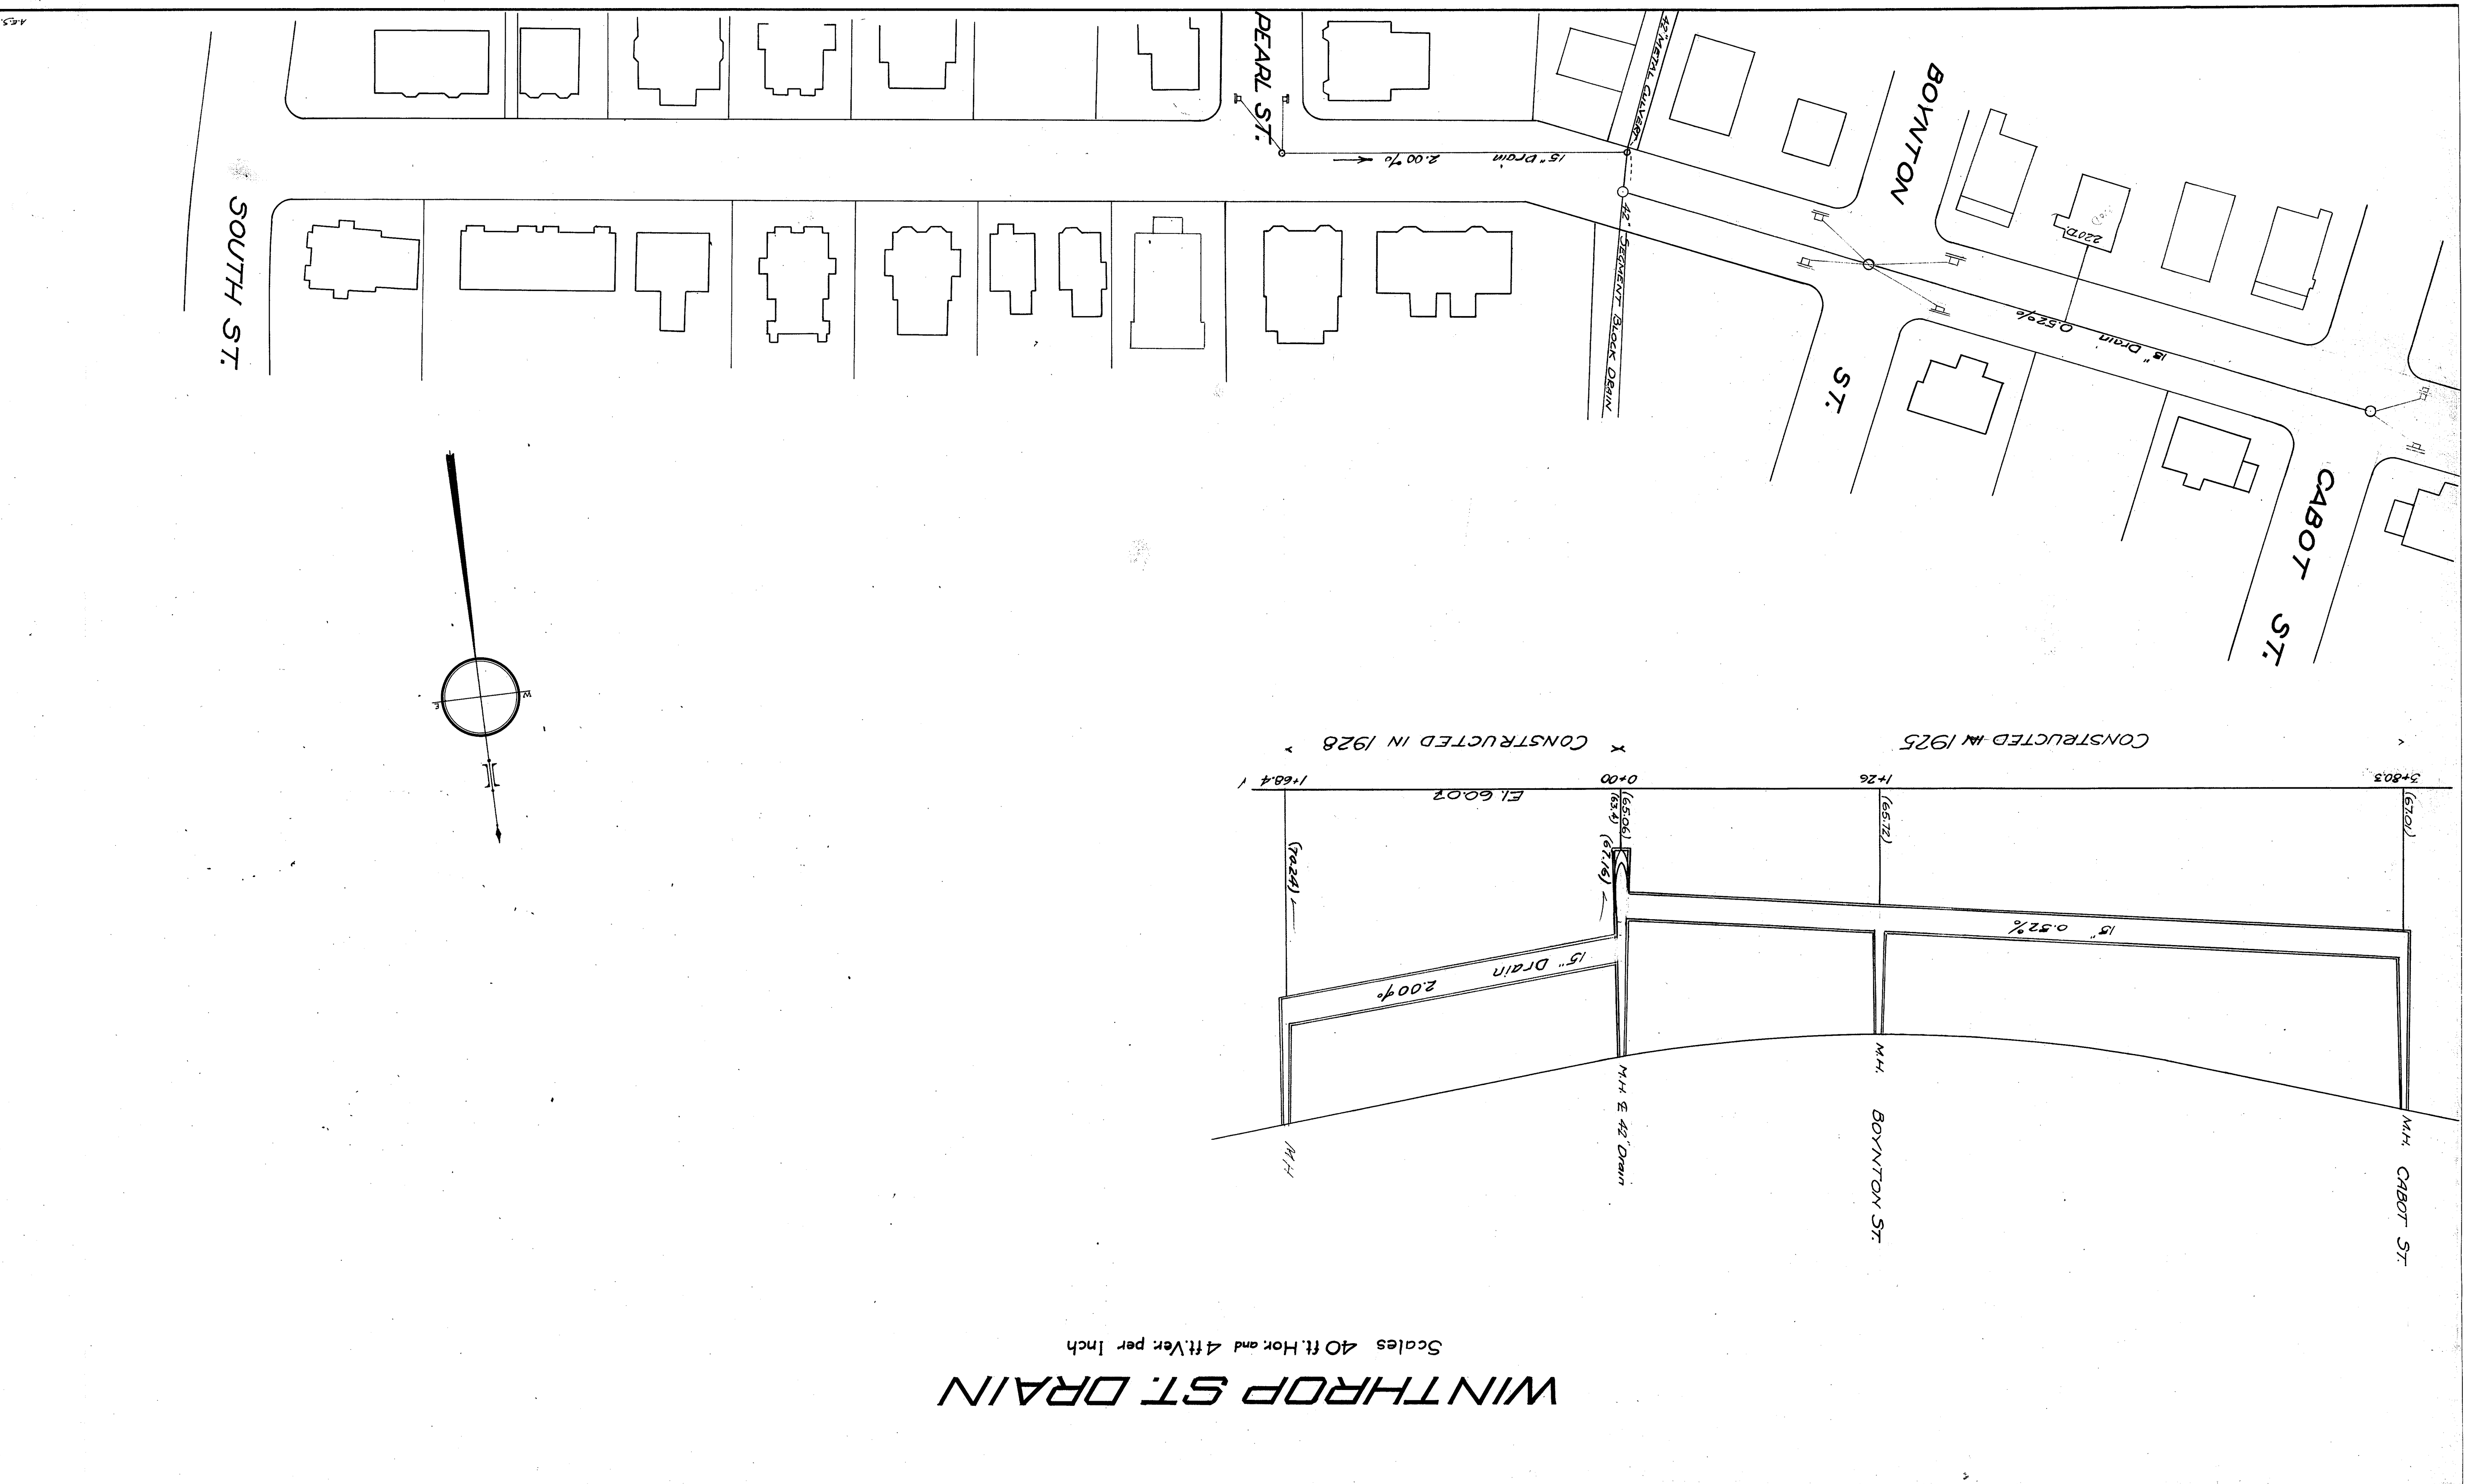 WINTHROP ST. DRAIN
Scales 40 ft. Hor. and 4 ft. Ver. per Inch
M.H. CABOT ST.
M.H. BOYNTON ST.
M.H. & 42" Drain
M.H.
15" 0.52%
15" Drain
2.00%
(67.01)
(65.72)
(65.06)
(63.4)
(67.16)
(70.24)
El. 60.07
3+80.3
1+26
0+00
1+68.4
CONSTRUCTED IN 1925
CONSTRUCTED IN 1928
E
W
CABOT ST.
BOYNTON ST.
PEARL ST.
SOUTH ST.
15" Drain 0.52%
220 D.
42" SEGMENT BLOCK DRAIN
42" METAL CULVERT
15" Drain 2.00%
A.E.S.